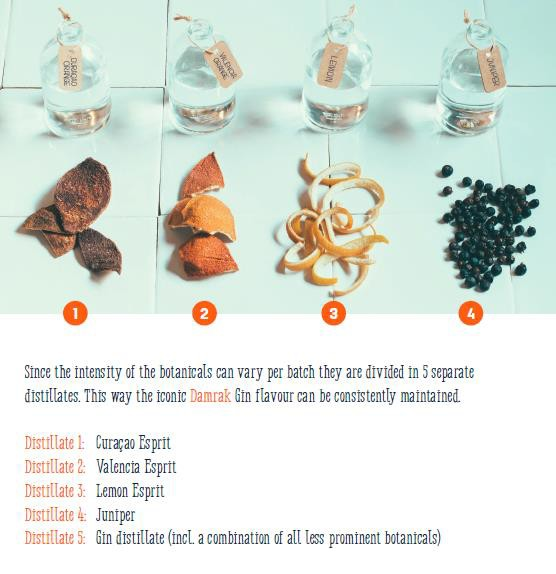 CURAÇAO
ORANGE
VALENCIA
ORANGE
LEMON
JUNIPER
1
2
3
4
Since the intensity of the botanicals can vary per batch they are divided in 5 separate
distillates. This way the iconic Damrak Gin flavour can be consistently maintained.
Distillate 1: Curaçao Esprit
Distillate 2: Valencia Esprit
Distillate 3: Lemon Esprit
Distillate 4: Juniper
Distillate 5: Gin distillate (incl. a combination of all less prominent botanicals)